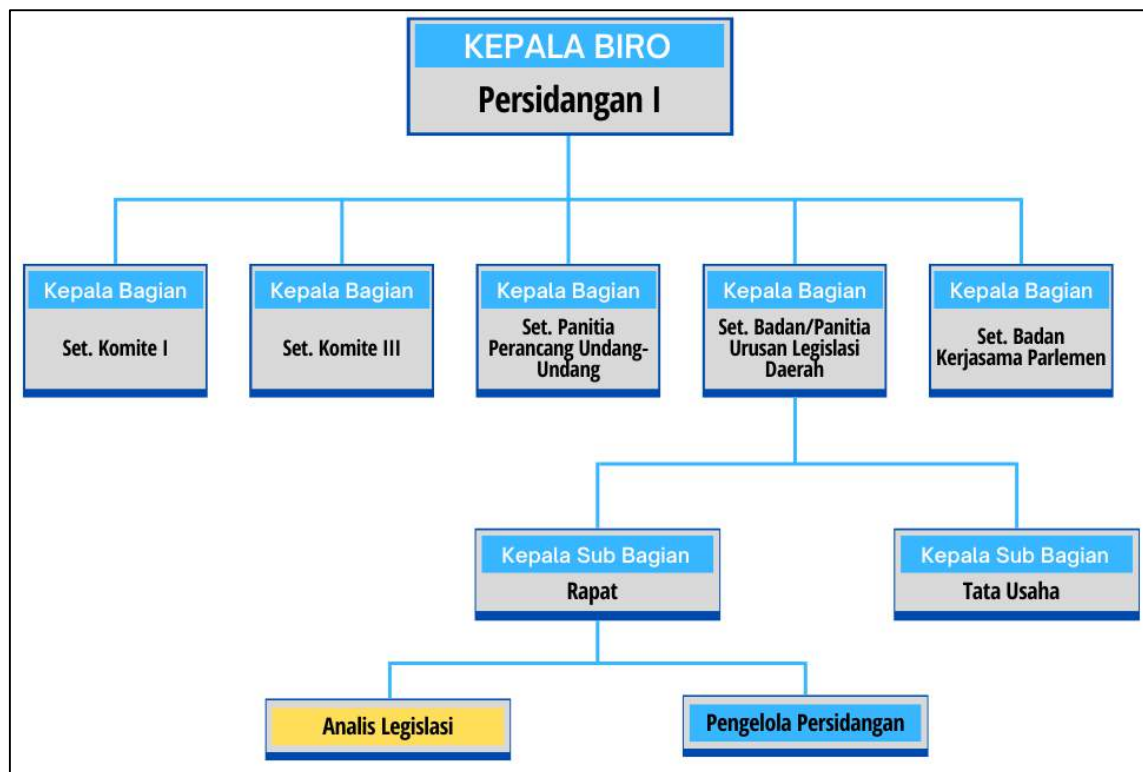 KEPALA BIRO
Persidangan I
Kepala Bagian
Set. Komite I
Kepala Bagian
Set. Komite III
Kepala Bagian
Set. Panitia
Perancang Undang-
Undang
Kepala Bagian
Set. Badan/Panitia
Urusan Legislasi
Daerah
Kepala Bagian
Set. Badan
Kerjasama Parlemen
Kepala Sub Bagian
Rapat
Kepala Sub Bagian
Tata Usaha
Analis Legislasi
Pengelola Persidangan